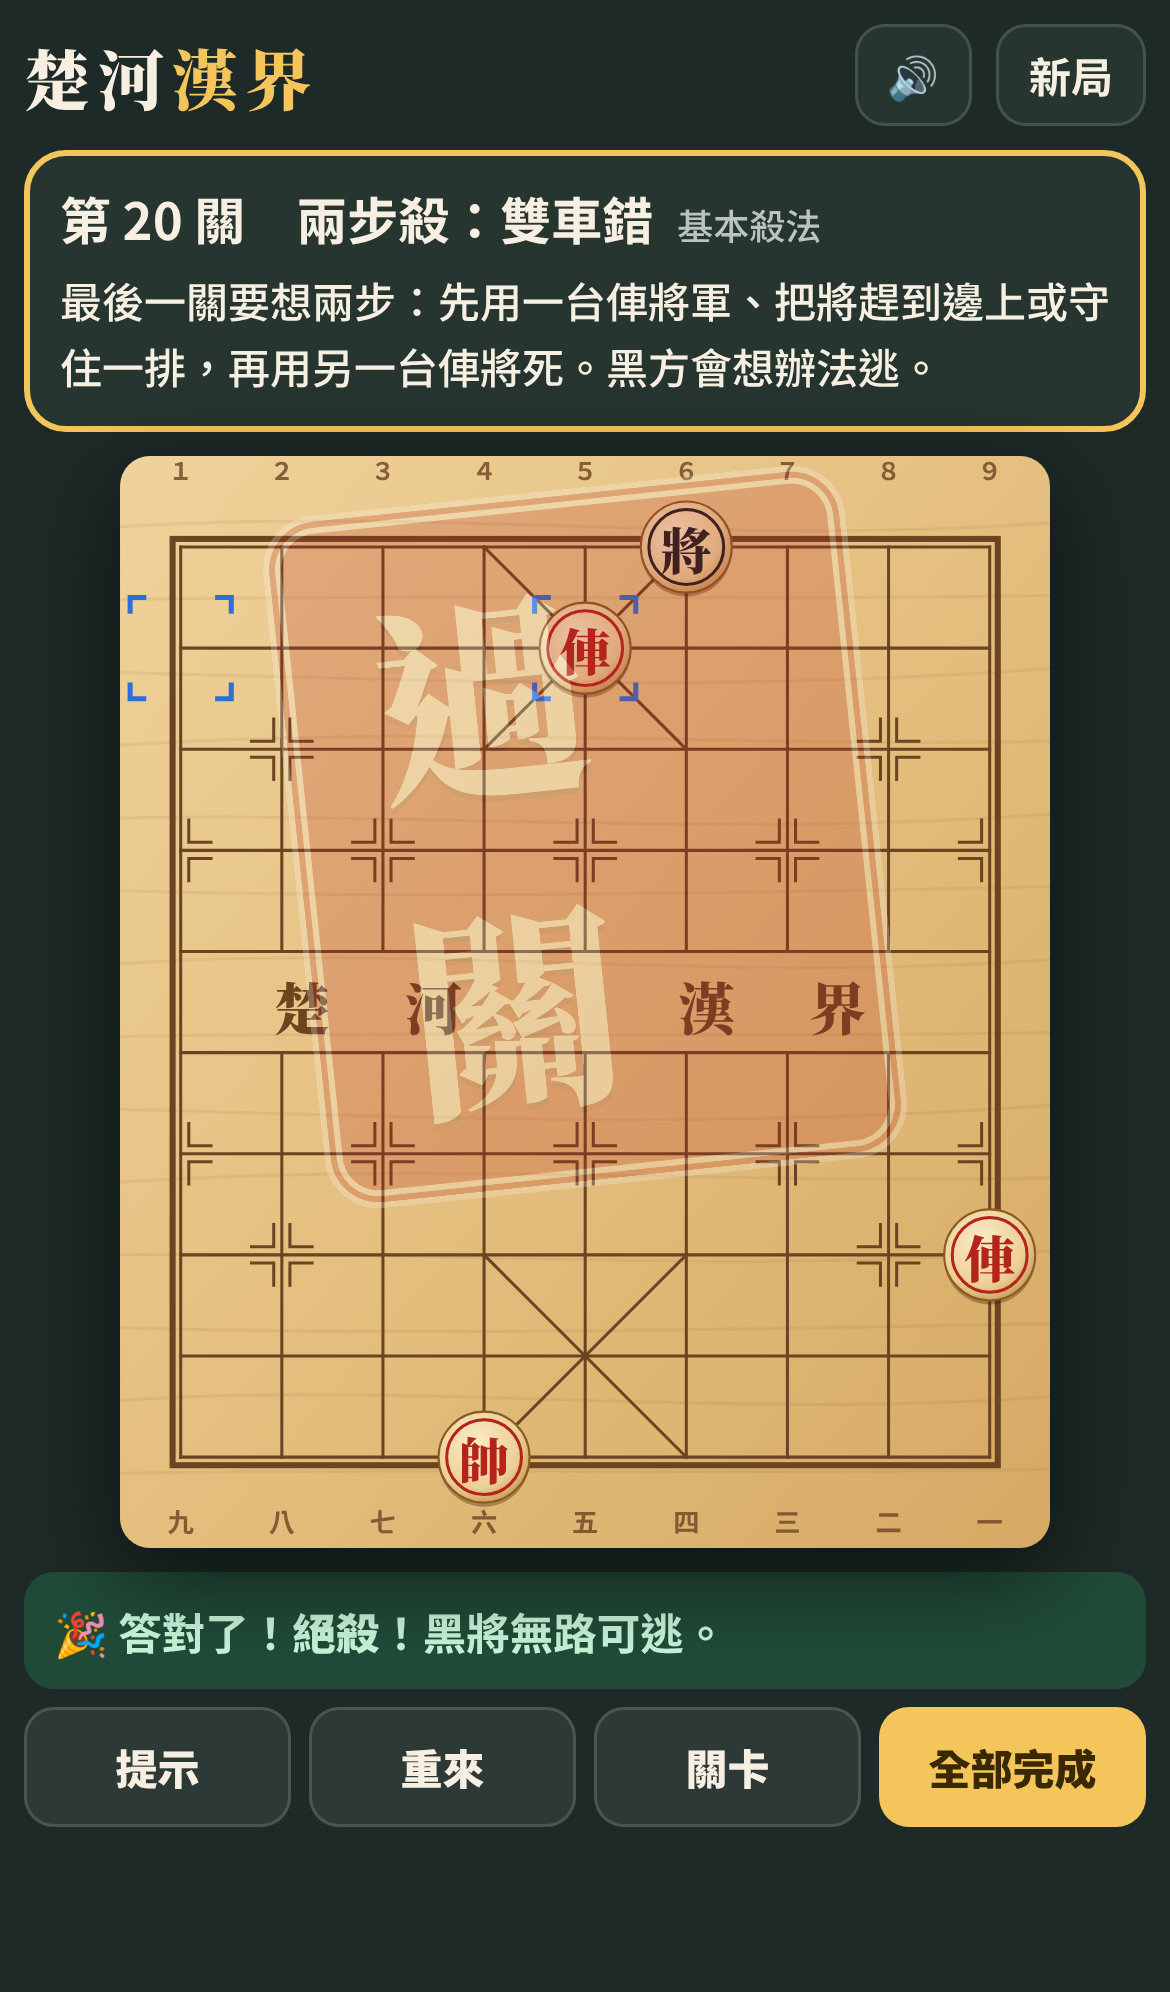 楚河漢界
🔊
新局
第 20 關　兩步殺：雙車錯 基本殺法
最後一關要想兩步：先用一台俥將軍、把將趕到邊上或守
住一排，再用另一台俥將死。黑方會想辦法逃。
1 2 3 4 5 6 7 8 9
將
俥
過
關
楚 河 漢 界
俥
帥
九 八 七 六 五 四 三 二 一
🎉 答對了！絕殺！黑將無路可逃。
提示 重來 關卡 全部完成